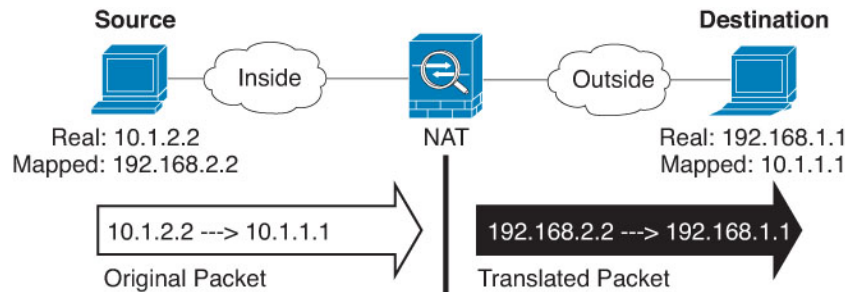 Source
Destination
Inside
Outside
Real: 10.1.2.2
Mapped: 192.168.2.2
NAT
Real: 192.168.1.1
Mapped: 10.1.1.1
10.1.2.2 ---> 10.1.1.1
192.168.2.2 ---> 192.168.1.1
Original Packet
Translated Packet